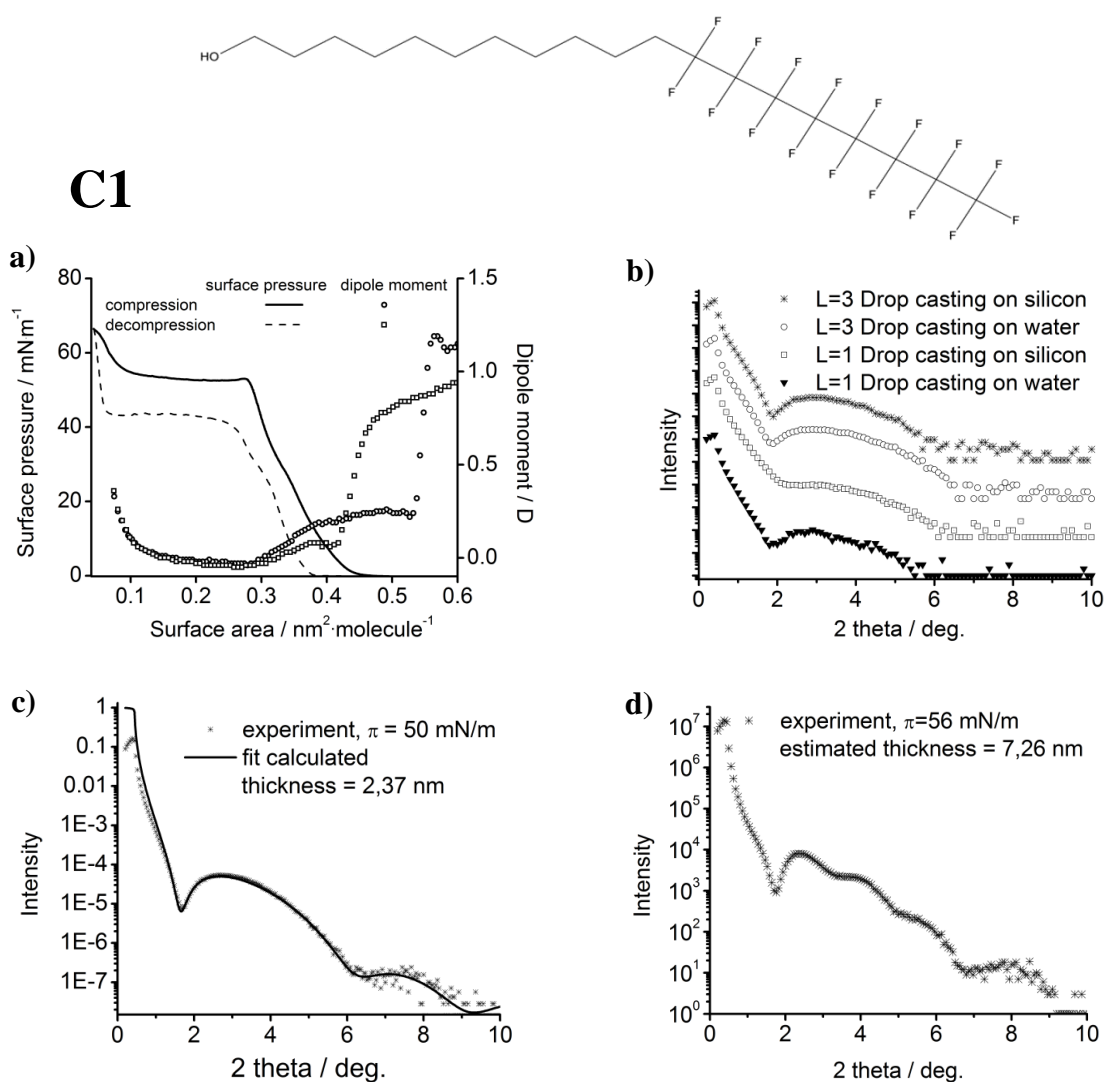 HO
F F F F F F F F
F F F F F F F F
F
C1
a)
surface pressure dipole moment
compression
decompression
Surface pressure / mNm⁻¹
80
60
40
20
0
Dipole moment / D
1.5
1.0
0.5
0.0
0.1 0.2 0.3 0.4 0.5 0.6
Surface area / nm²·molecule⁻¹
b)
L=3 Drop casting on silicon
L=3 Drop casting on water
L=1 Drop casting on silicon
L=1 Drop casting on water
Intensity
0 2 4 6 8 10
2 theta / deg.
c)
experiment, π = 50 mN/m
fit calculated
thickness = 2,37 nm
Intensity
1
0.1
0.01
1E-3
1E-4
1E-5
1E-6
1E-7
0 2 4 6 8 10
2 theta / deg.
d)
experiment, π=56 mN/m
estimated thickness = 7,26 nm
Intensity
10⁷
10⁶
10⁵
10⁴
10³
10²
10¹
10⁰
0 2 4 6 8 10
2 theta / deg.